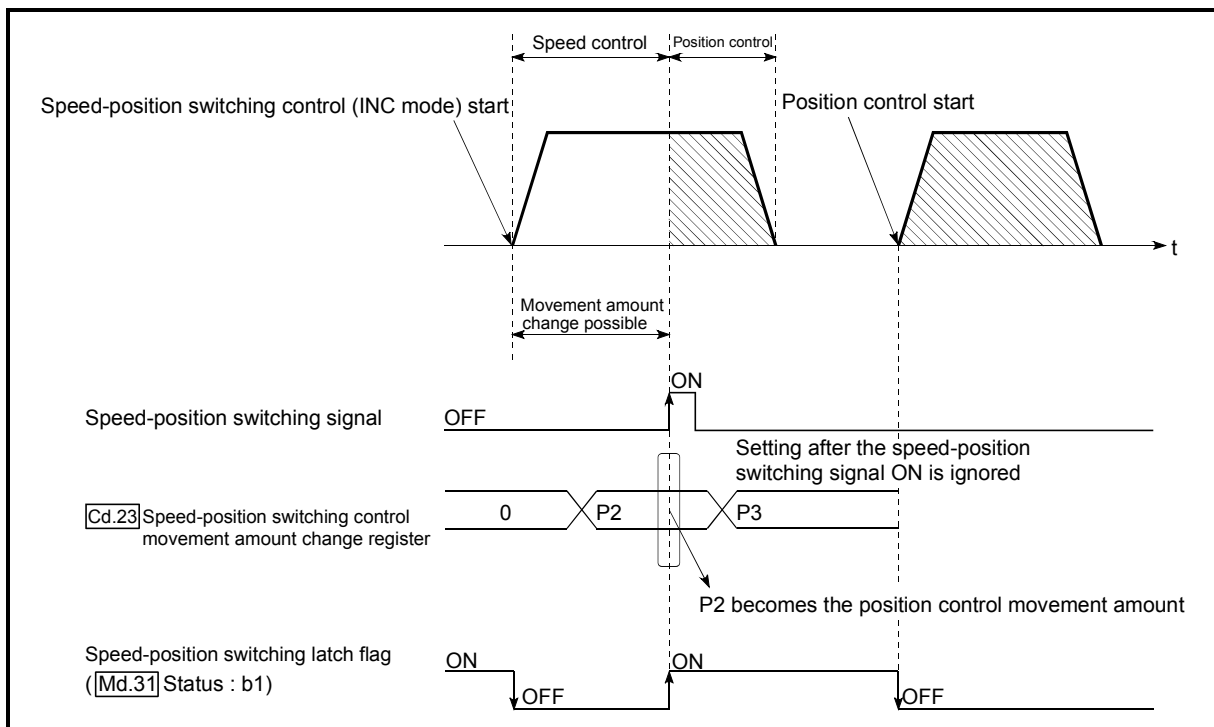 Speed control
Position control
Speed-position switching control (INC mode) start
Position control start
t
Movement amount
change possible
ON
Speed-position switching signal
OFF
Setting after the speed-position
switching signal ON is ignored
Cd.23 Speed-position switching control
movement amount change register
0
P2
P3
P2 becomes the position control movement amount
Speed-position switching latch flag
( Md.31 Status : b1)
ON
OFF
ON
OFF